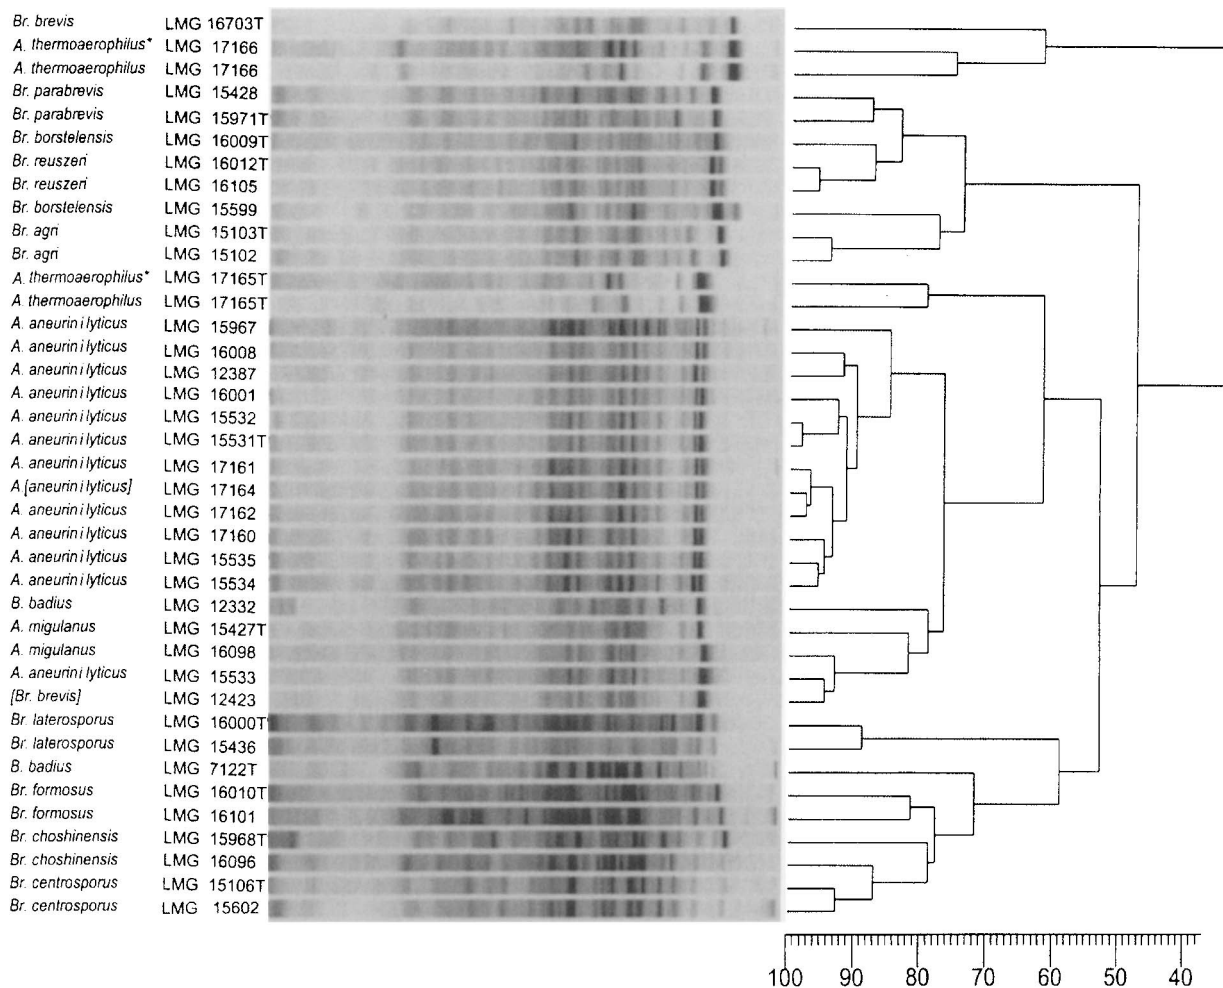 Br. brevis LMG 16703T
A. thermoaerophilus* LMG 17166
A. thermoaerophilus LMG 17166
Br. parabrevis LMG 15428
Br. parabrevis LMG 15971T
Br. borstelensis LMG 16009T
Br. reuszeri LMG 16012T
Br. reuszeri LMG 16105
Br. borstelensis LMG 15599
Br. agri LMG 15103T
Br. agri LMG 15102
A. thermoaerophilus* LMG 17165T
A. thermoaerophilus LMG 17165T
A. aneurinilyticus LMG 15967
A. aneurinilyticus LMG 16008
A. aneurinilyticus LMG 12387
A. aneurinilyticus LMG 16001
A. aneurinilyticus LMG 15532
A. aneurinilyticus LMG 15531T
A. aneurinilyticus LMG 17161
A [aneurinilyticus] LMG 17164
A. aneurinilyticus LMG 17162
A. aneurinilyticus LMG 17160
A. aneurinilyticus LMG 15535
A. aneurinilyticus LMG 15534
B. badius LMG 12332
A. migulanus LMG 15427T
A. migulanus LMG 16098
A. aneurinilyticus LMG 15533
[Br. brevis] LMG 12423
Br. laterosporus LMG 16000T
Br. laterosporus LMG 15436
B. badius LMG 7122T
Br. formosus LMG 16010T
Br. formosus LMG 16101
Br. choshinensis LMG 15968T
Br. choshinensis LMG 16096
Br. centrosporus LMG 15106T
Br. centrosporus LMG 15602
100 90 80 70 60 50 40